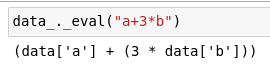 data_._eval("a+3*b")
(data['a'] + (3 * data['b']))